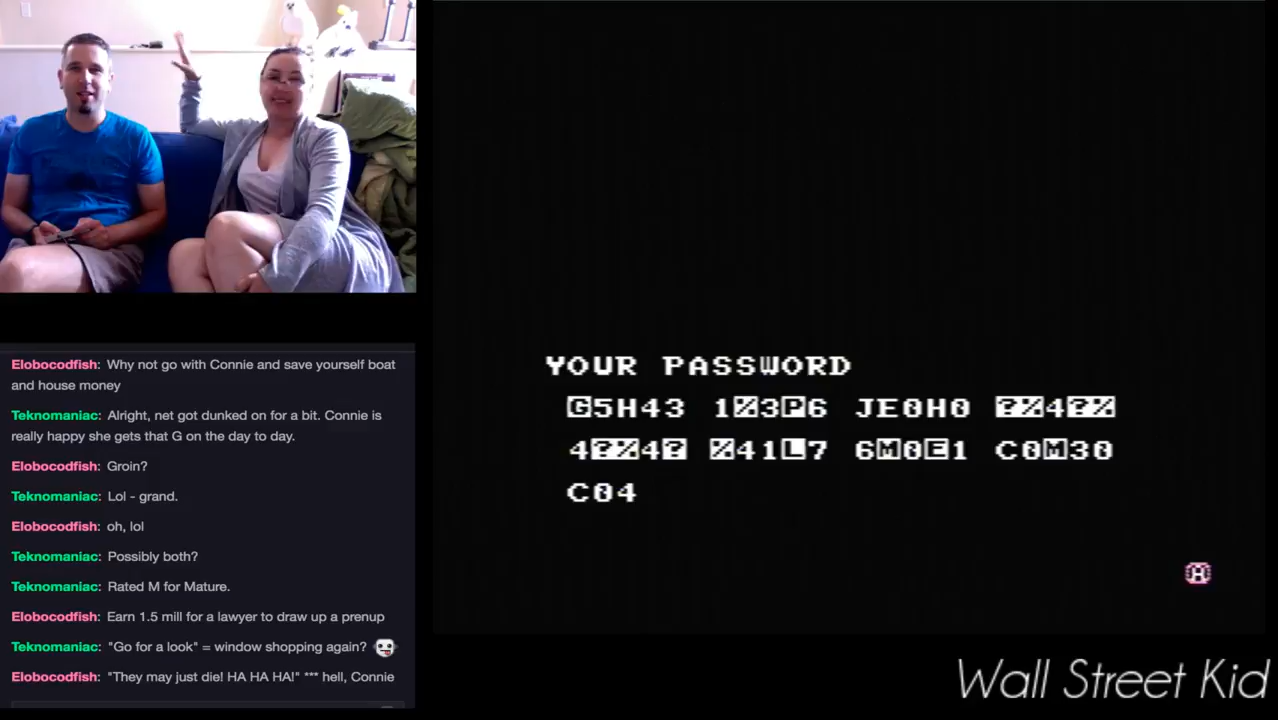 Elobocodfish: Why not go with Connie and save yourself boat
and house money
Teknomaniac: Alright, net got dunked on for a bit. Connie is
really happy she gets that G on the day to day.
Elobocodfish: Groin?
Teknomaniac: Lol - grand.
Elobocodfish: oh, lol
Teknomaniac: Possibly both?
Teknomaniac: Rated M for Mature.
Elobocodfish: Earn 1.5 mill for a lawyer to draw up a prenup
Teknomaniac: "Go for a look" = window shopping again?
Elobocodfish: "They may just die! HA HA HA!" *** hell, Connie
YOUR PASSWORD
G5H43 1%3P6 JE0H0 ?%4?%
4?%4? %41L7 6M0E1 C0M30
C04
H
Wall Street Kid